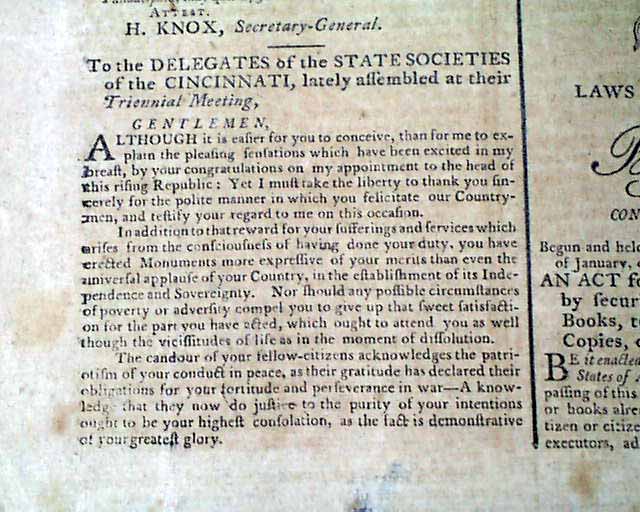 ATTEST.
H. KNOX, Secretary-General.
To the DELEGATES of the STATE SOCIETIES
of the CINCINNATI, lately aſſembled at their
Triennial Meeting,
GENTLEMEN,
ALTHOUGH it is eaſier for you to conceive, than for me to ex-
plain the pleaſing ſenſations which have been excited in my
breaſt, by your congratulations on my appointment to the head of
this riſing Republic: Yet I muſt take the liberty to thank you ſin-
cerely for the polite manner in which you felicitate our Country-
men, and teſtify your regard to me on this occaſion.
In addition to that reward for your ſufferings and ſervices which
ariſes from the conſciouſneſs of having done your duty, you have
erected Monuments more expreſſive of your merits than even the
univerſal applauſe of your Country, in the eſtabliſhment of its Inde-
pendence and Sovereignty. Nor ſhould any poſſible circumſtances
of poverty or adverſity compel you to give up that ſweet ſatisfacti-
on for the part you have acted, which ought to attend you as well
though the viciſſitudes of life as in the moment of diſſolution.
The candour of your fellow-citizens acknowledges the patri-
otiſm of your conduct in peace, as their gratitude has declared their
obligations for your fortitude and perſeverance in war—A know-
ledge that they now do juſtice to the purity of your intentions
ought to be your higheſt conſolation, as the fact is demonſtrative
of your greateſt glory.
LAWS
CON
Begun and hel
of January,
AN ACT fo
by ſecur
Books, t
Copies,
BE it enacted
States of
paſſing of this
or books alre
tizen or citize
executors, ad